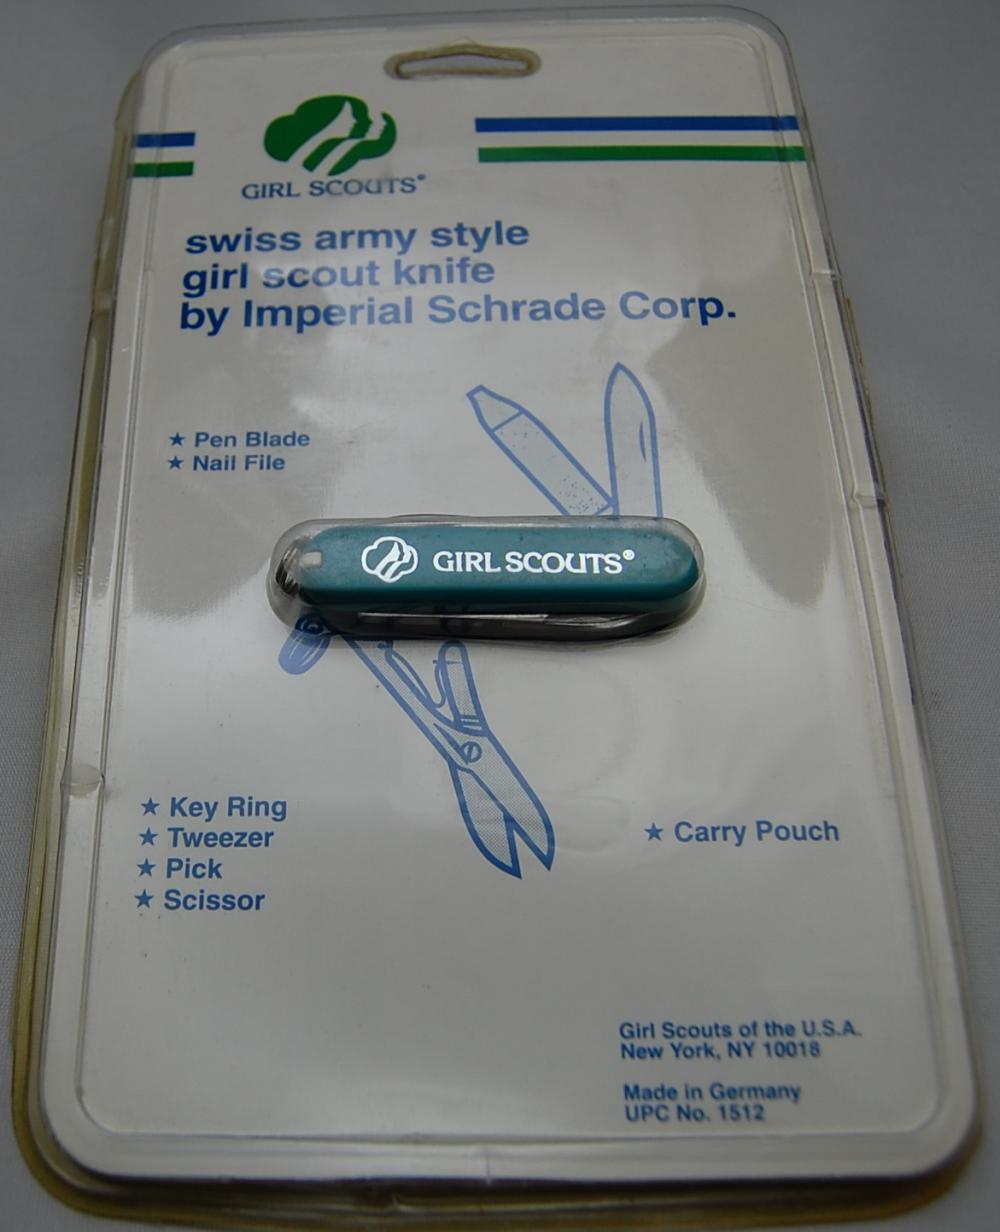 GIRL SCOUTS®
swiss army style
girl scout knife
by Imperial Schrade Corp.
★ Pen Blade
★ Nail File
GIRL SCOUTS®
★ Key Ring
★ Tweezer
★ Pick
★ Scissor
★ Carry Pouch
Girl Scouts of the U.S.A.
New York, NY 10018
Made in Germany
UPC No. 1512